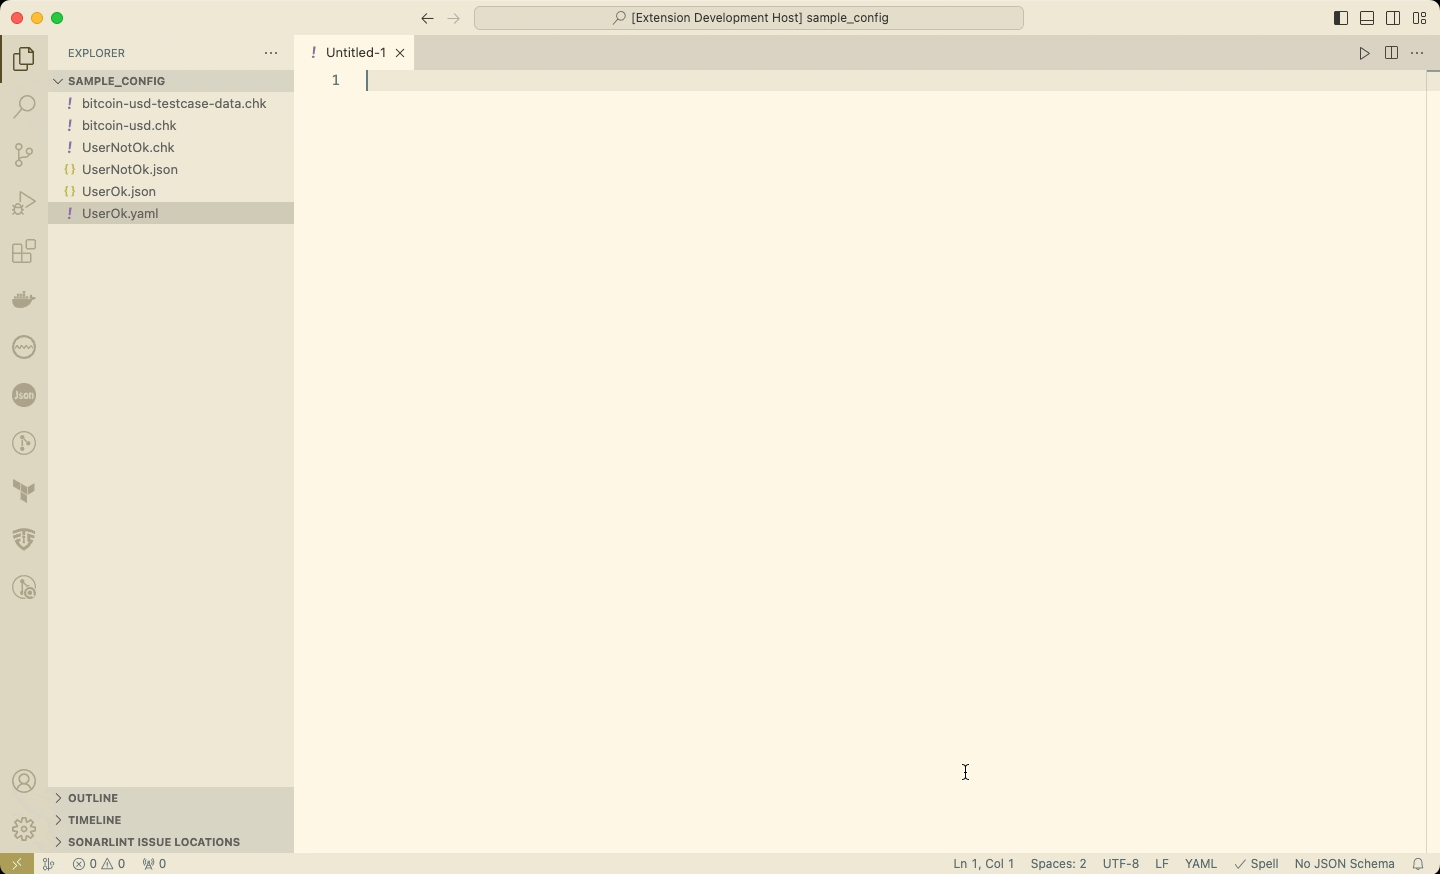 [Extension Development Host] sample_config
EXPLORER
! Untitled-1
SAMPLE_CONFIG
1
! bitcoin-usd-testcase-data.chk
! bitcoin-usd.chk
! UserNotOk.chk
{} UserNotOk.json
{} UserOk.json
! UserOk.yaml
Json
OUTLINE
TIMELINE
SONARLINT ISSUE LOCATIONS
0 0 0 Ln 1, Col 1 Spaces: 2 UTF-8 LF YAML Spell No JSON Schema